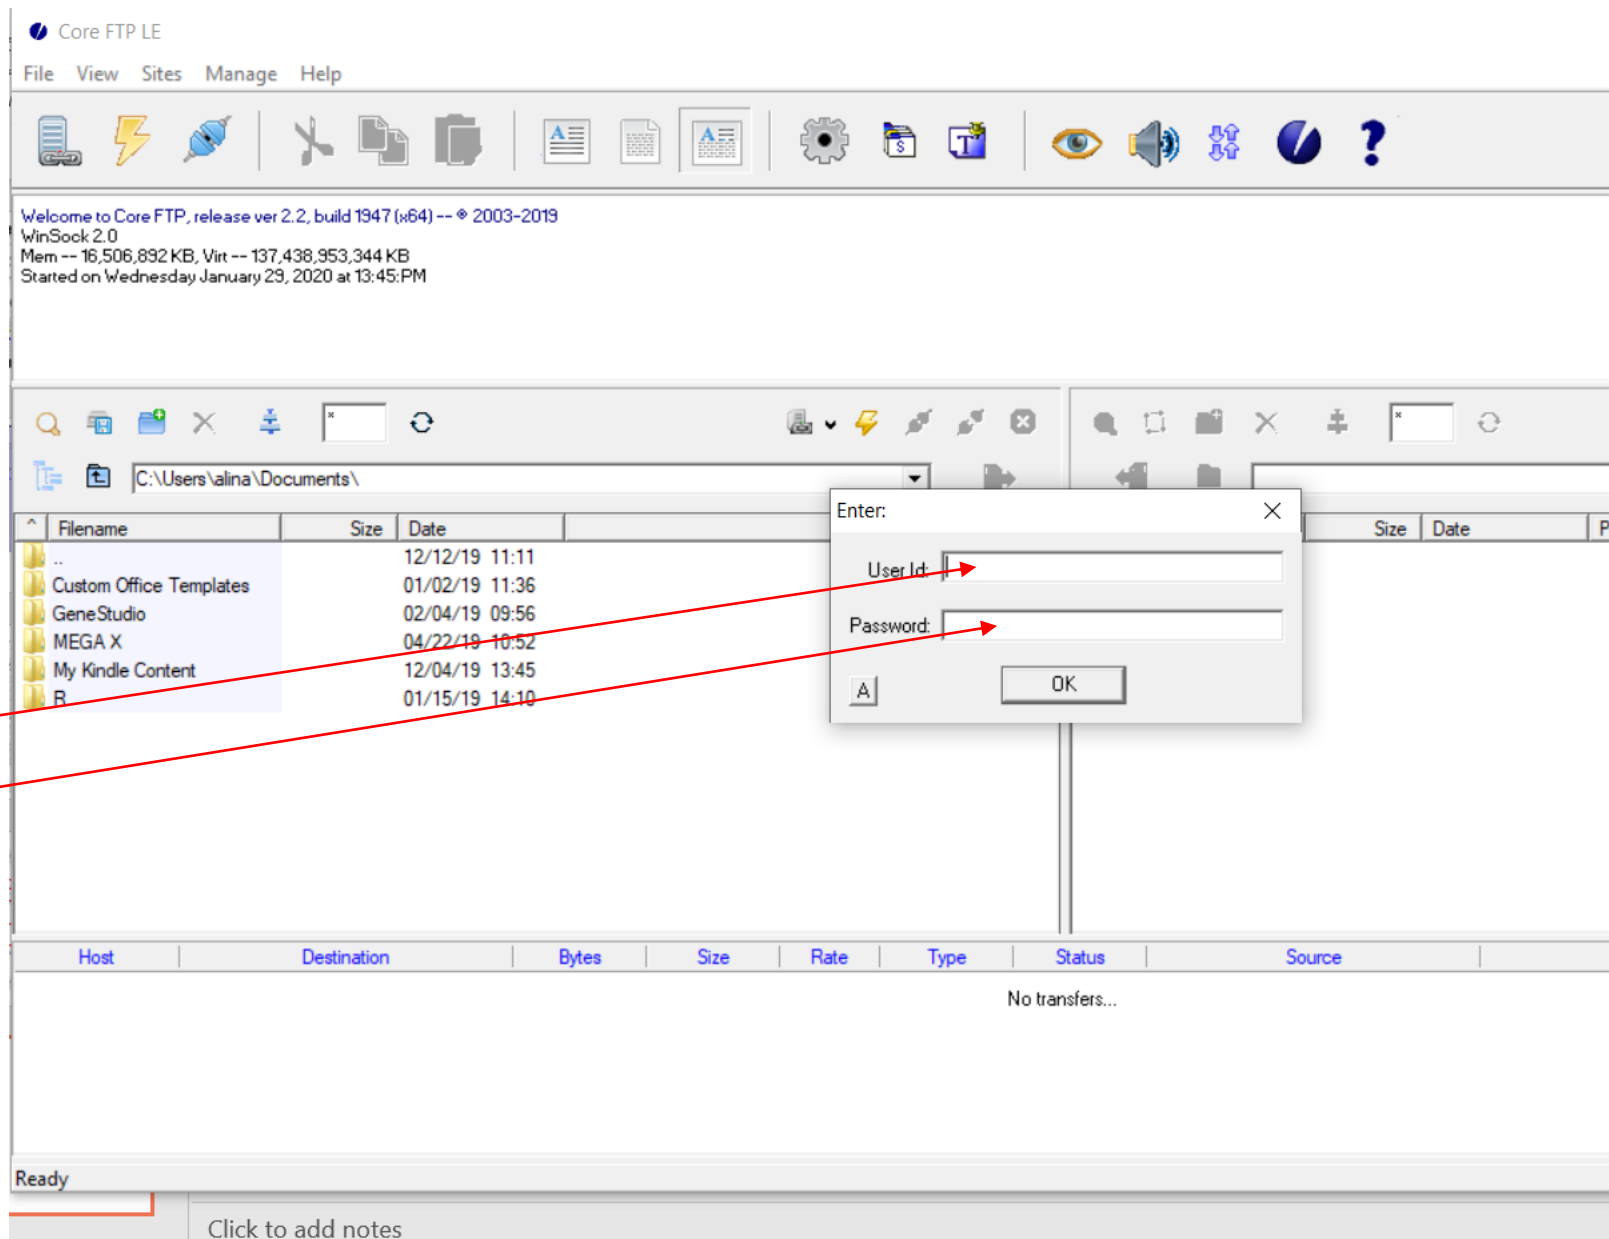 Core FTP LE
File View Sites Manage Help
Welcome to Core FTP, release ver 2.2, build 1947 (x64) -- © 2003-2019
WinSock 2.0
Mem -- 16,506,892 KB, Virt -- 137,438,953,344 KB
Started on Wednesday January 29, 2020 at 13:45:PM
* *
C:\Users\alina\Documents\
^ Filename Size Date Size Date P
.. 12/12/19 11:11
Custom Office Templates 01/02/19 11:36
GeneStudio 02/04/19 09:56
MEGA X 04/22/19 10:52
My Kindle Content 12/04/19 13:45
R 01/15/19 14:10
Enter:
User Id:
Password:
A OK
Host Destination Bytes Size Rate Type Status Source
No transfers...
Ready
Click to add notes